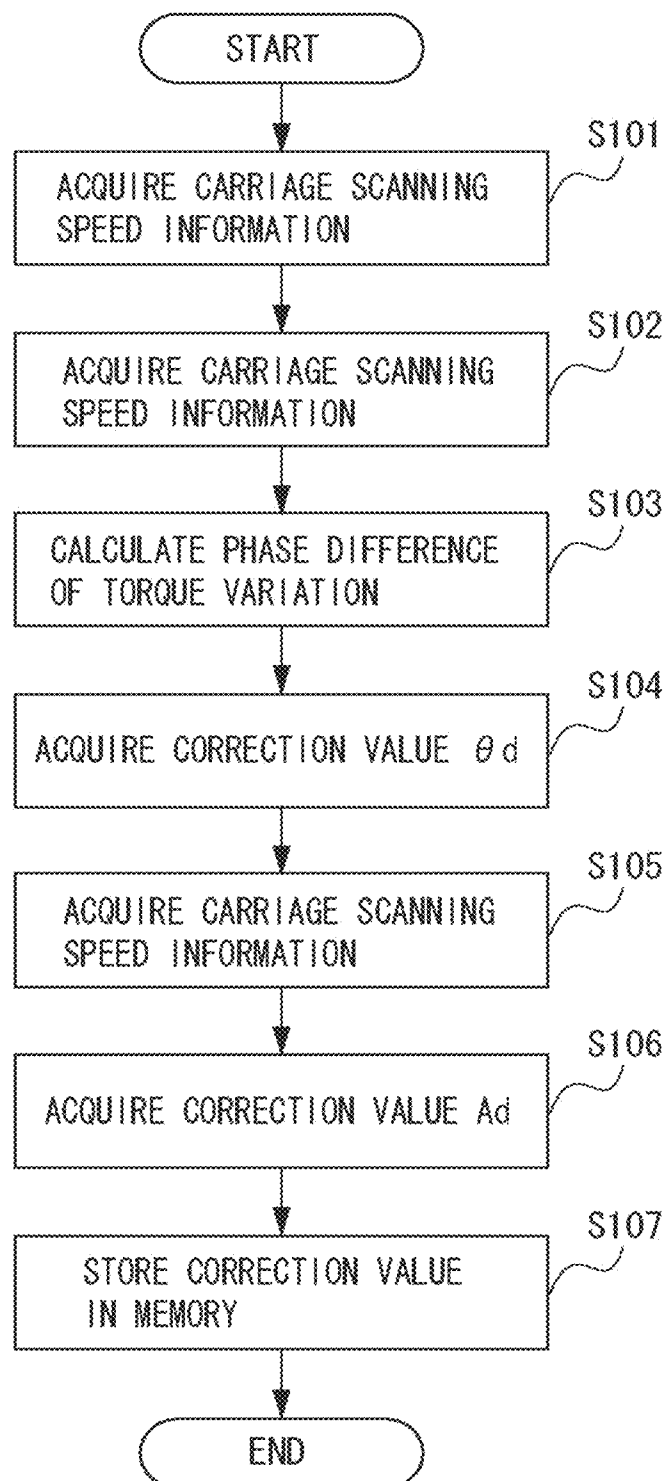 START
S101
ACQUIRE CARRIAGE SCANNING
SPEED INFORMATION
S102
ACQUIRE CARRIAGE SCANNING
SPEED INFORMATION
S103
CALCULATE PHASE DIFFERENCE
OF TORQUE VARIATION
S104
ACQUIRE CORRECTION VALUE θd
S105
ACQUIRE CARRIAGE SCANNING
SPEED INFORMATION
S106
ACQUIRE CORRECTION VALUE Ad
S107
STORE CORRECTION VALUE
IN MEMORY
END